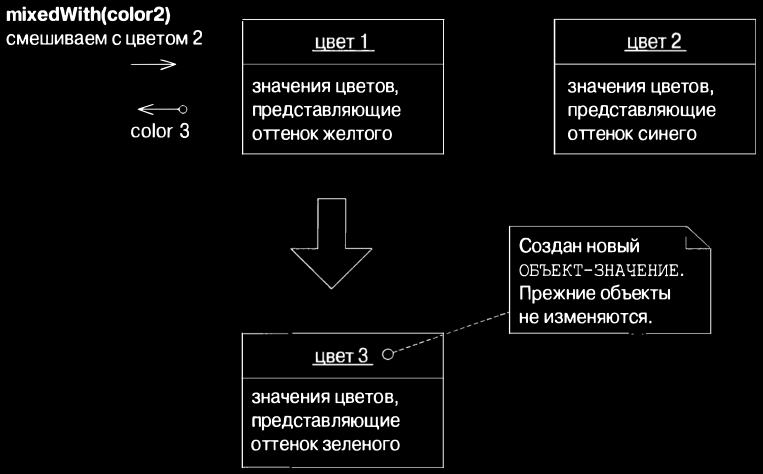 mixedWith(color2)
смешиваем с цветом 2
color 3
цвет 1
значения цветов,
представляющие
оттенок желтого
цвет 2
значения цветов,
представляющие
оттенок синего
Создан новый
ОБЪЕКТ-ЗНАЧЕНИЕ.
Прежние объекты
не изменяются.
цвет 3
значения цветов,
представляющие
оттенок зеленого